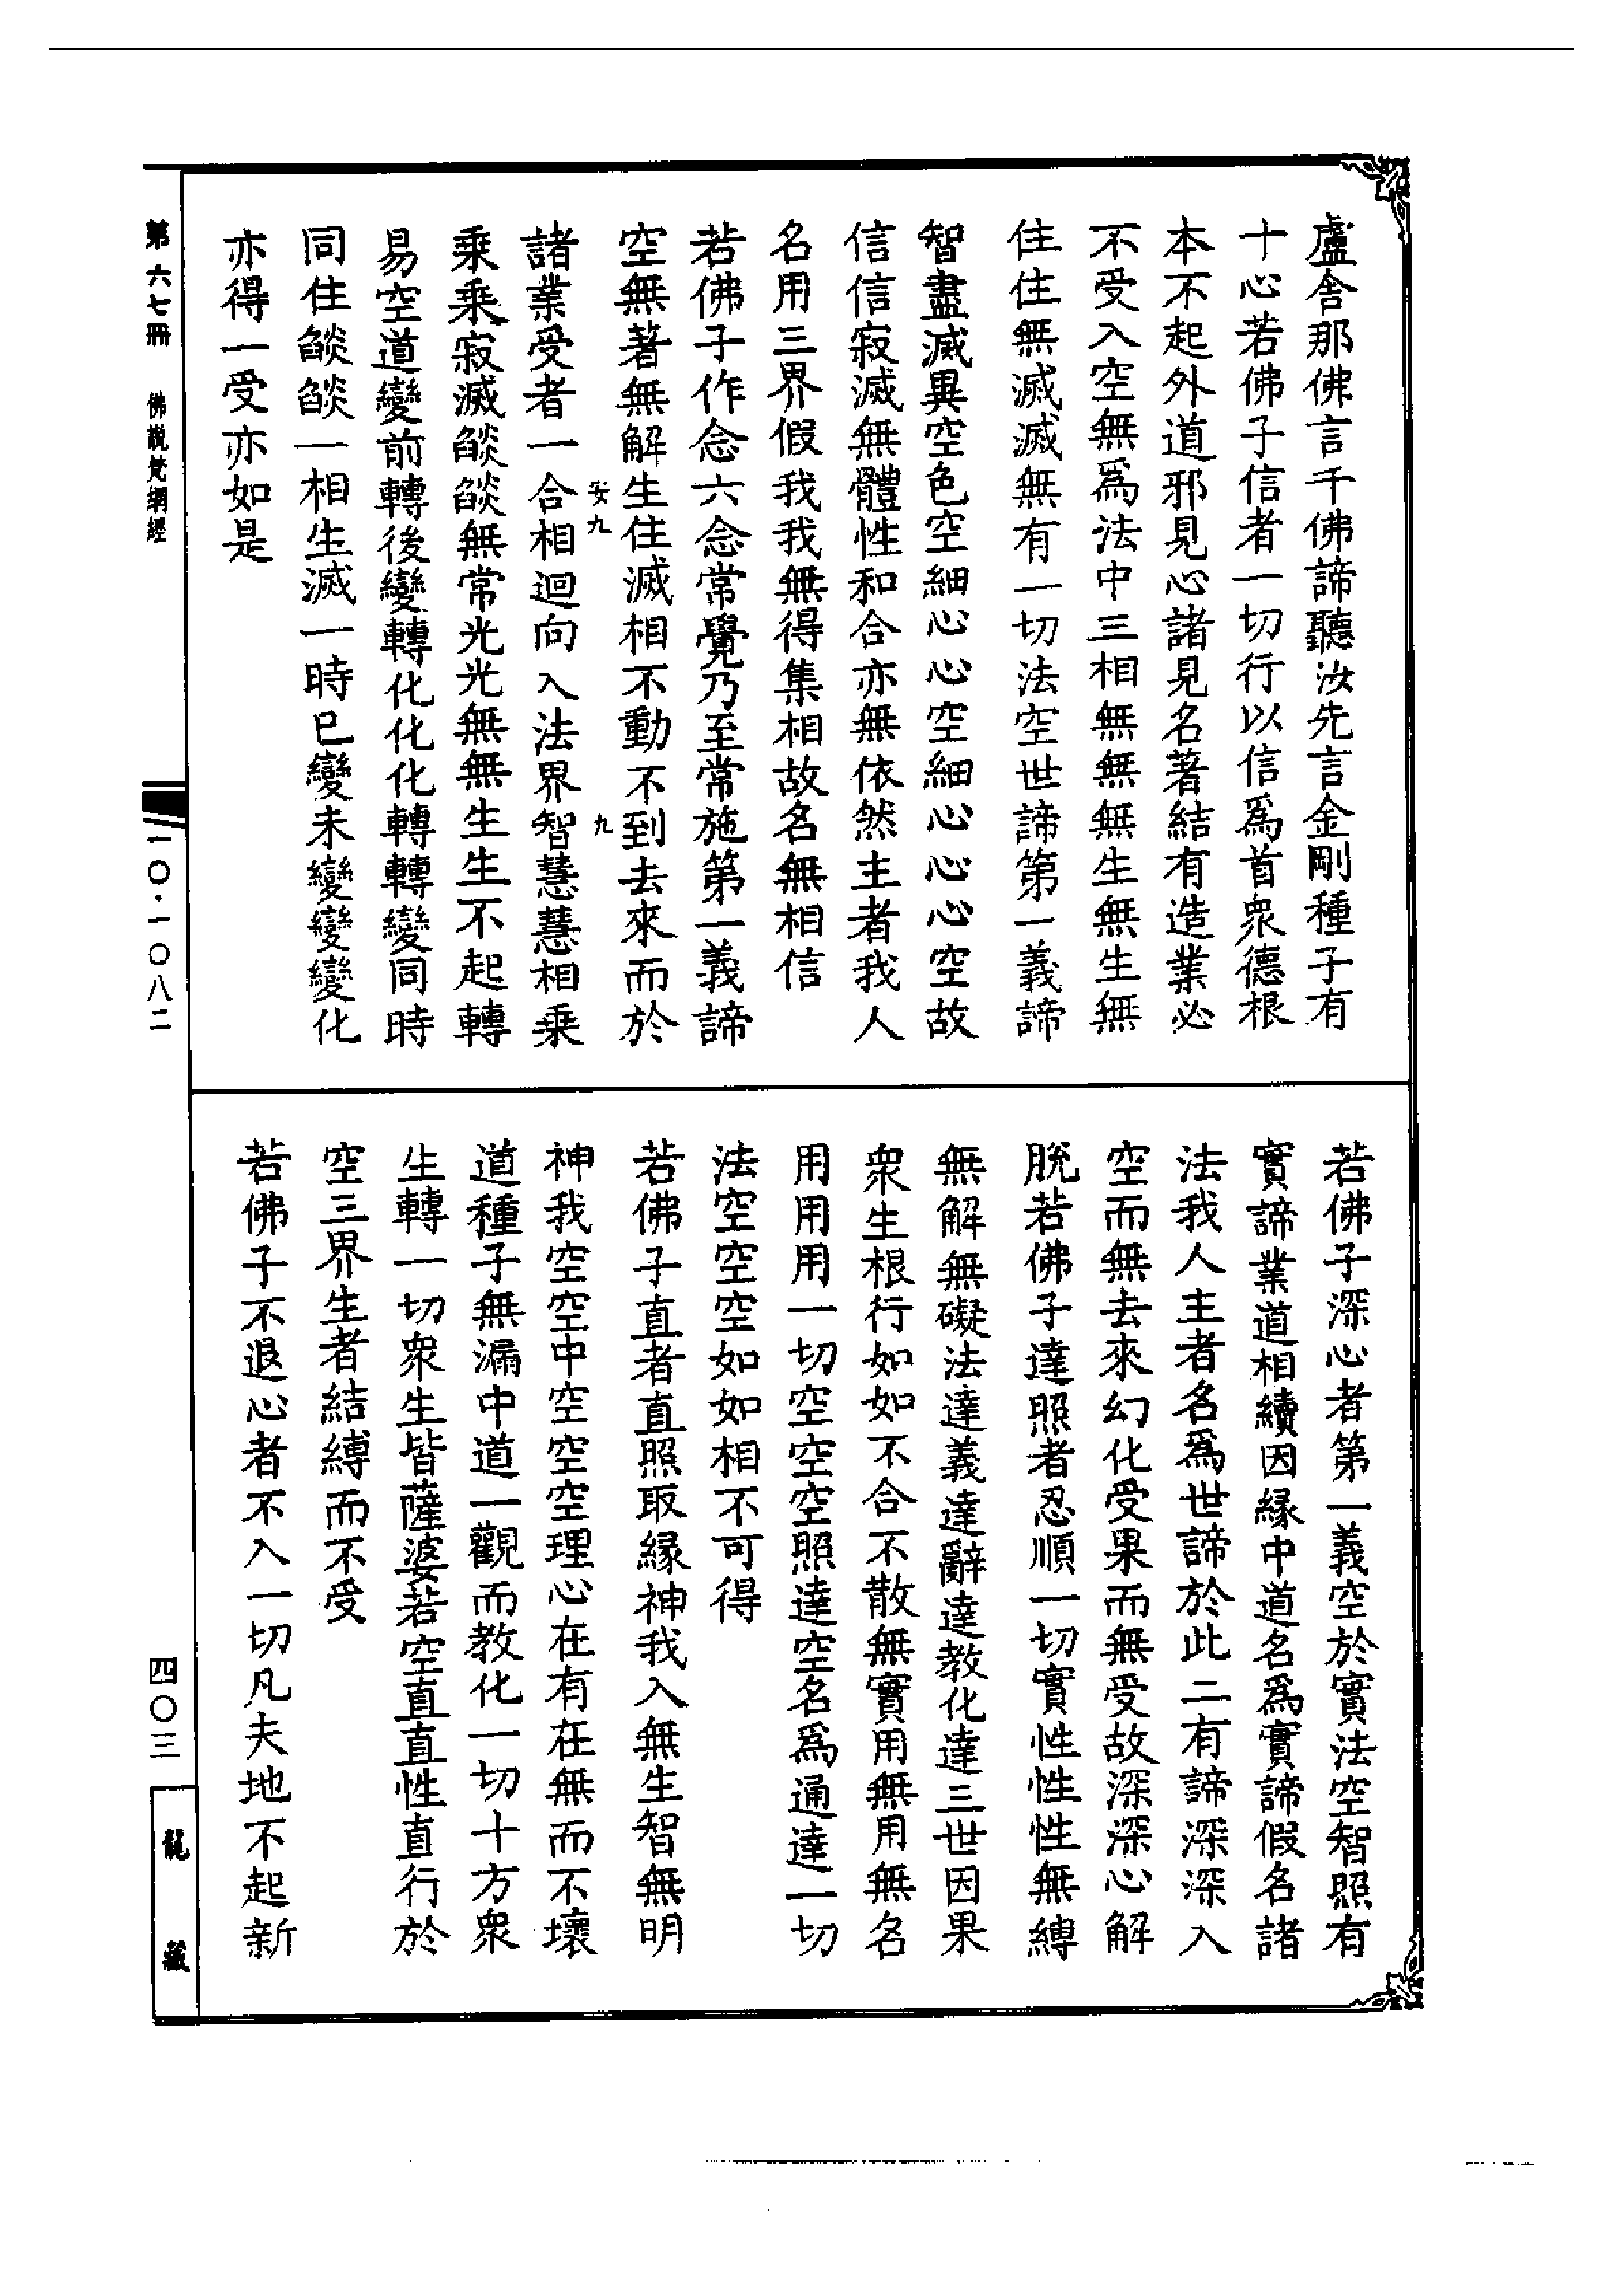 盧舍那佛言千佛諦聽汝先言金剛種子有
十心若佛子信者一切行以信爲首衆德根
本不起外道邪見心諸見名著結有造業必
不受入空無爲法中三相無無無生無生無
住住無滅滅無有一切法空世諦第一義諦
智盡滅異空色空細心心空細心心心空故
信信寂滅無體性和合亦無依然主者我人
名用三界假我我無得集相故名無相信
若佛子作念六念常覺乃至常施第一義諦
空無著無解生住滅相不動不到去來而於
安九
九
諸業受者一合相迴向入法界智慧慧相乘
乘乘寂滅燄燄無常光光無無生生不起轉
易空道變前轉後變轉化化化轉轉變同時
同住燄燄一相生滅一時已變未變變變化
亦得一受亦如是
若佛子深心者第一義空於實法空智照有
實諦業道相續因縁中道名爲實諦假名諸
法我人主者名爲世諦於此二有諦深深入
空而無去來幻化受果而無受故深深心解
脫若佛子達照者忍順一切實性性性無縛
無解無礙法達義達辭達教化達三世因果
衆生根行如如不合不散無實用無用無名
用用用一切空空空照達空名爲通達一切
法空空空如如相不可得
若佛子直者直照取縁神我入無生智無明
神我空空中空空空理心在有在無而不壞
道種子無漏中道一觀而教化一切十方衆
生轉一切衆生皆薩婆若空直直性直行於
空三界生者結縛而不受
若佛子不退心者不入一切凡夫地不起新
第六七冊
佛說梵網經
一〇·一〇八二
四〇三
龍藏